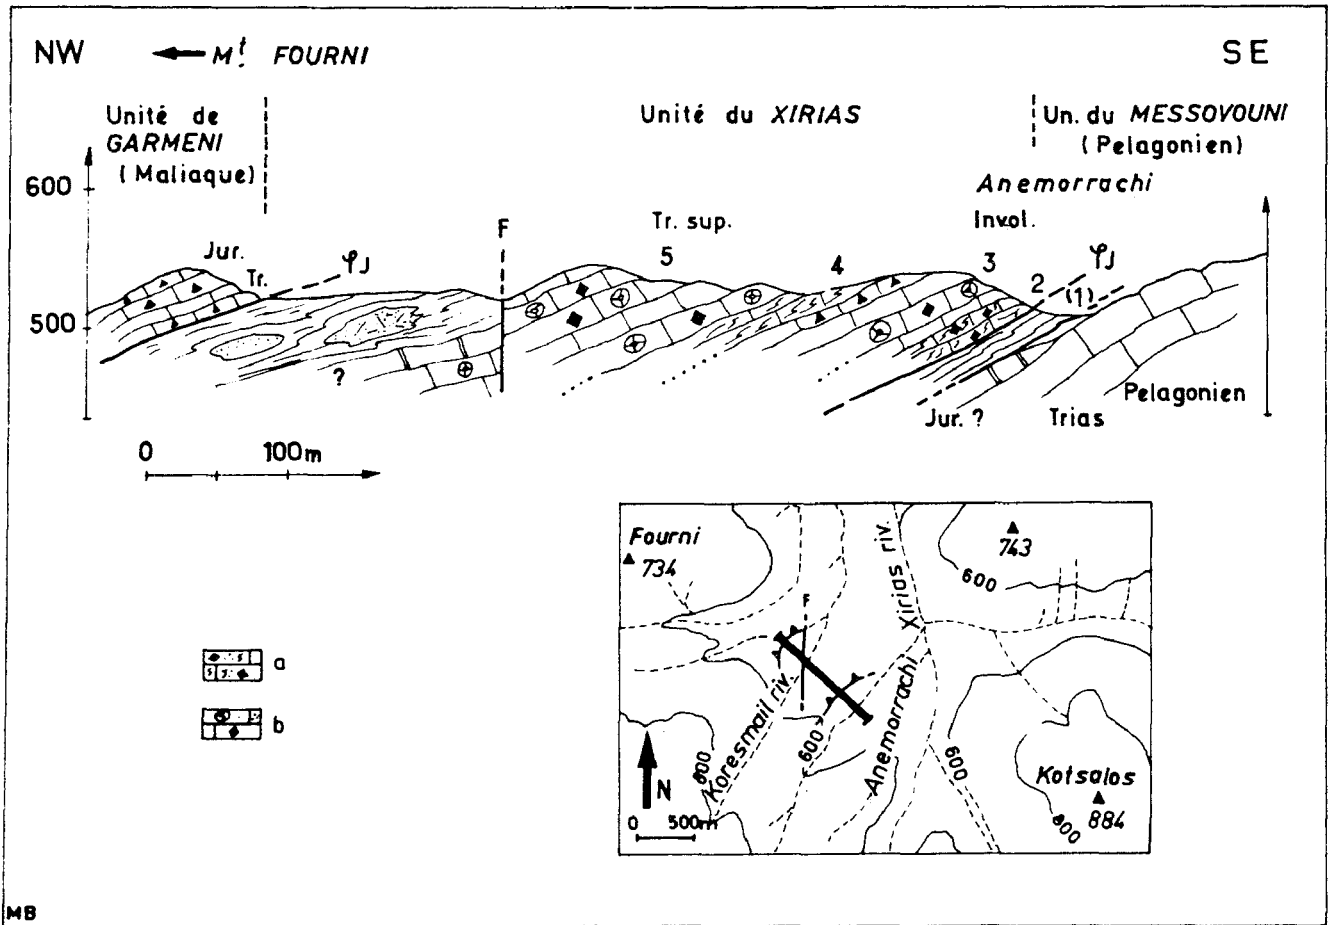 NW
← Mt. FOURNI
SE
Unité de
GARMENI
(Maliaque)
Unité du XIRIAS
Un. du MESSOVOUNI
(Pelagonien)
Anemorrachi
Invol.
600
500
Jur.
Tr.
φJ
F
Tr. sup.
5
4
3
2
(1)
φJ
?
Jur. ?
Trias
Pelagonien
0 100m
a
b
Fourni
734
743
600
Xirias riv.
F
Koresmail riv.
Anemorrachi
600
600
800
Kotsalos
884
800
N
0 500m
MB